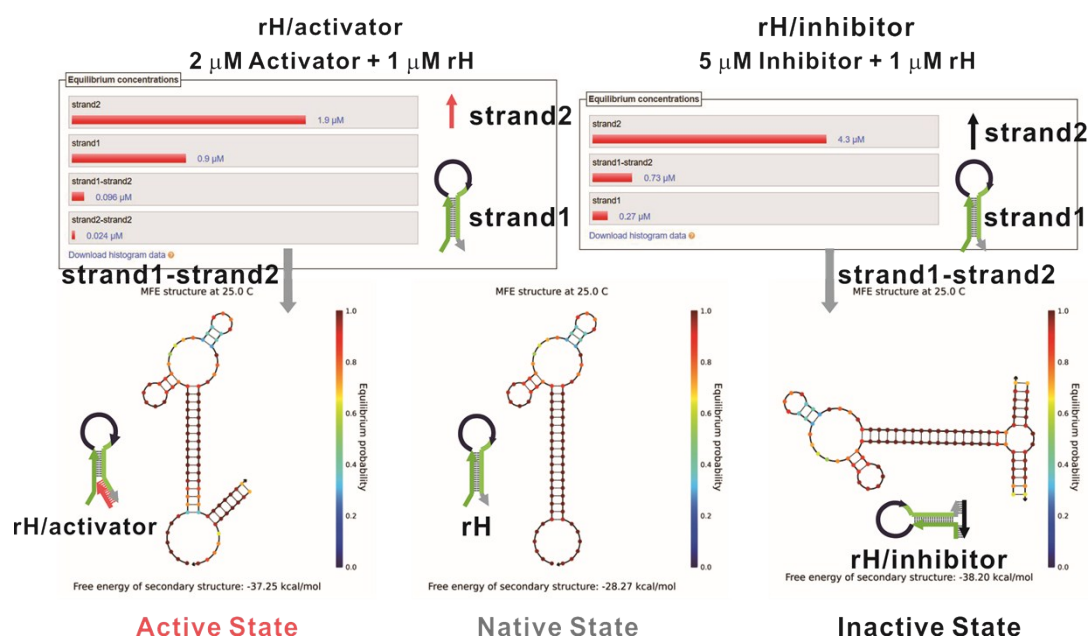 rH/activator
2 μM Activator + 1 μM rH
Equilibrium concentrations
strand2
1.9 μM
strand1
0.9 μM
strand1-strand2
0.096 μM
strand2-strand2
0.024 μM
Download histogram data
strand2
strand1
rH/inhibitor
5 μM Inhibitor + 1 μM rH
Equilibrium concentrations
strand2
4.3 μM
strand1-strand2
0.73 μM
strand1
0.27 μM
Download histogram data
strand2
strand1
strand1-strand2
MFE structure at 25.0 C
1.0
0.8
0.6
0.4
0.2
0.0
Equilibrium probability
rH/activator
Free energy of secondary structure: -37.25 kcal/mol
Active State
MFE structure at 25.0 C
1.0
0.8
0.6
0.4
0.2
0.0
Equilibrium probability
rH
Free energy of secondary structure: -28.27 kcal/mol
Native State
strand1-strand2
MFE structure at 25.0 C
1.0
0.8
0.6
0.4
0.2
0.0
Equilibrium probability
rH/inhibitor
Free energy of secondary structure: -38.20 kcal/mol
Inactive State